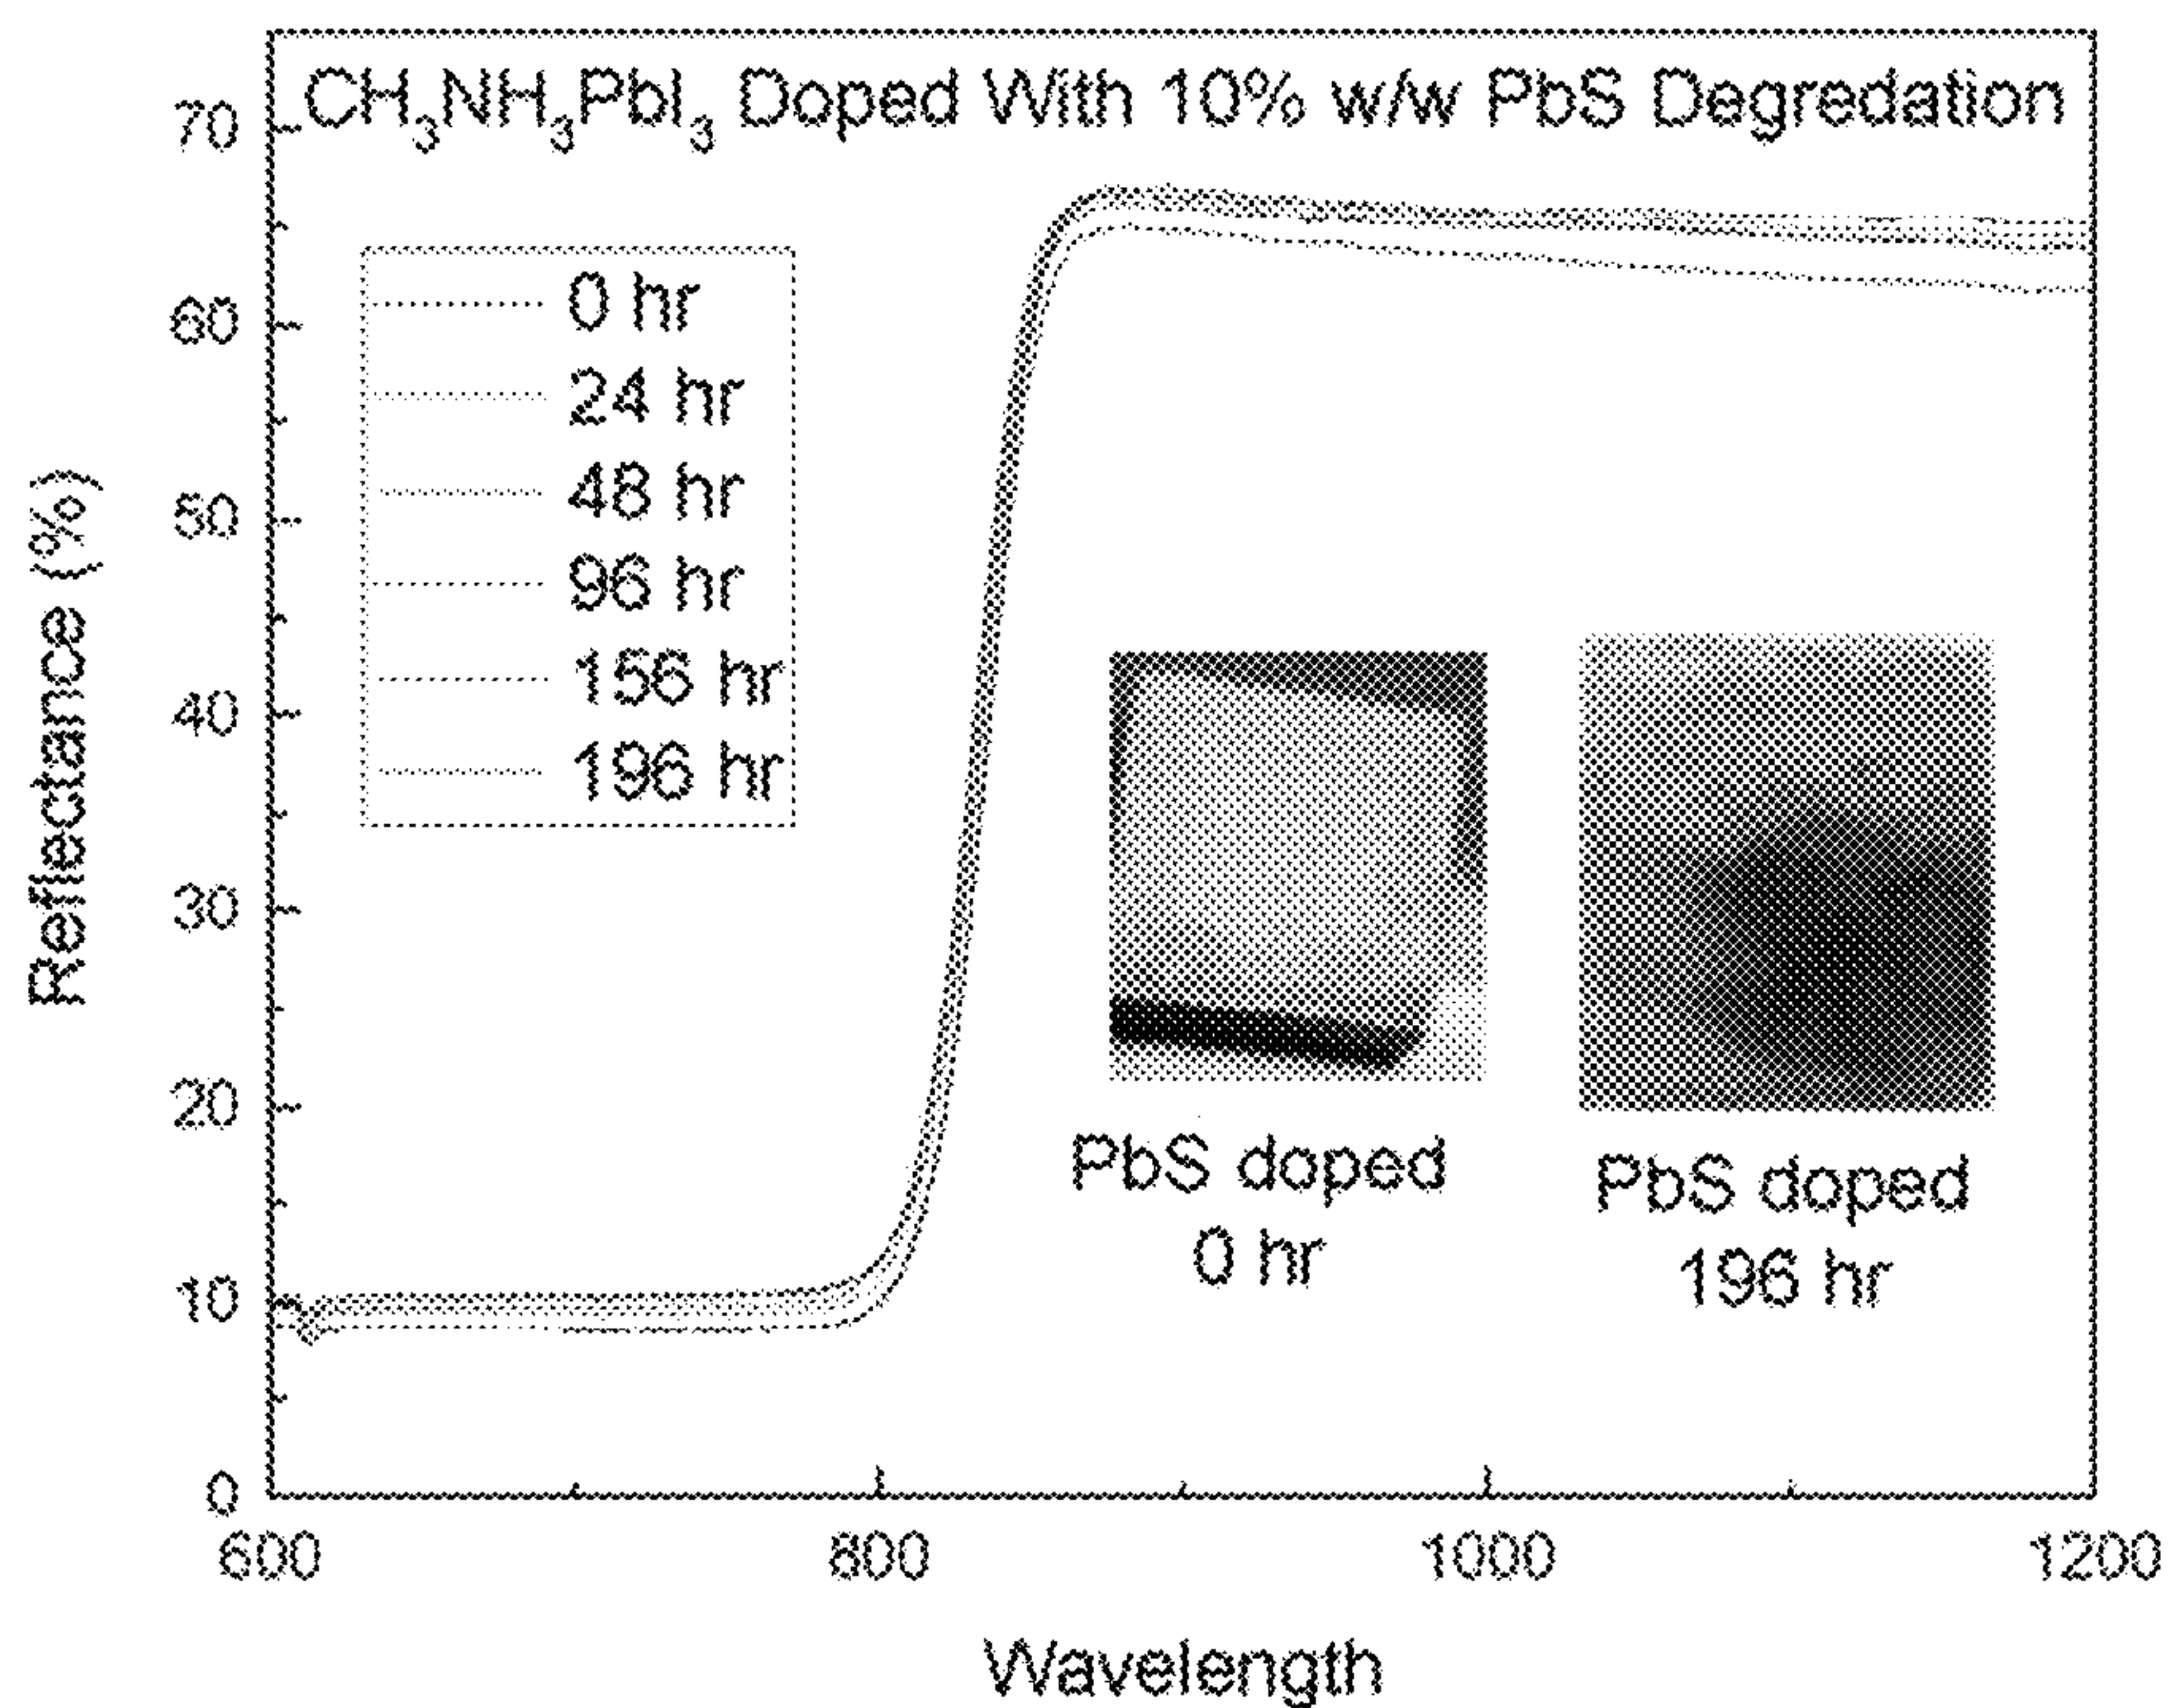 CH₃NH₃PbI₃ Doped With 10% w/w PbS Degredation
70
60
50
40
30
20
10
0
Reflectance (%)
0 hr
24 hr
48 hr
96 hr
156 hr
196 hr
PbS doped
0 hr
PbS doped
196 hr
600
800
1000
1200
Wavelength